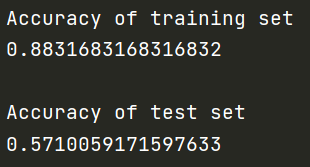 Accuracy of training set
0.8831683168316832
Accuracy of test set
0.5710059171597633